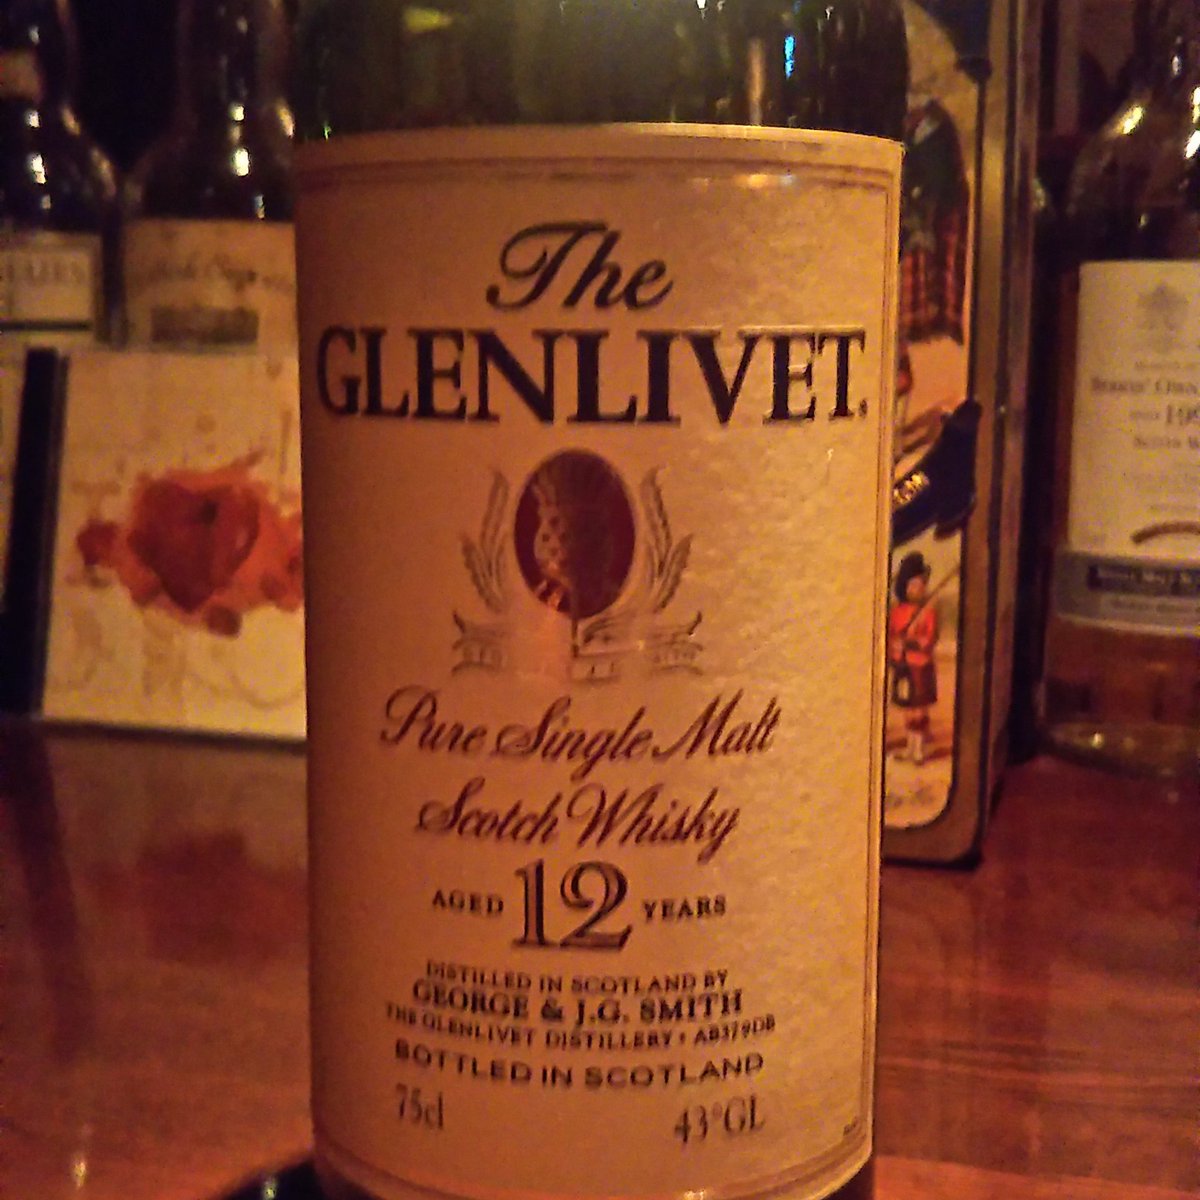 The
GLENLIVET
Pure Single Malt
Scotch Whisky
AGED 12 YEARS
DISTILLED IN SCOTLAND BY
GEORGE & J.G. SMITH
THE GLENLIVET DISTILLERY • AB379DB
BOTTLED IN SCOTLAND
75cl 43°GL